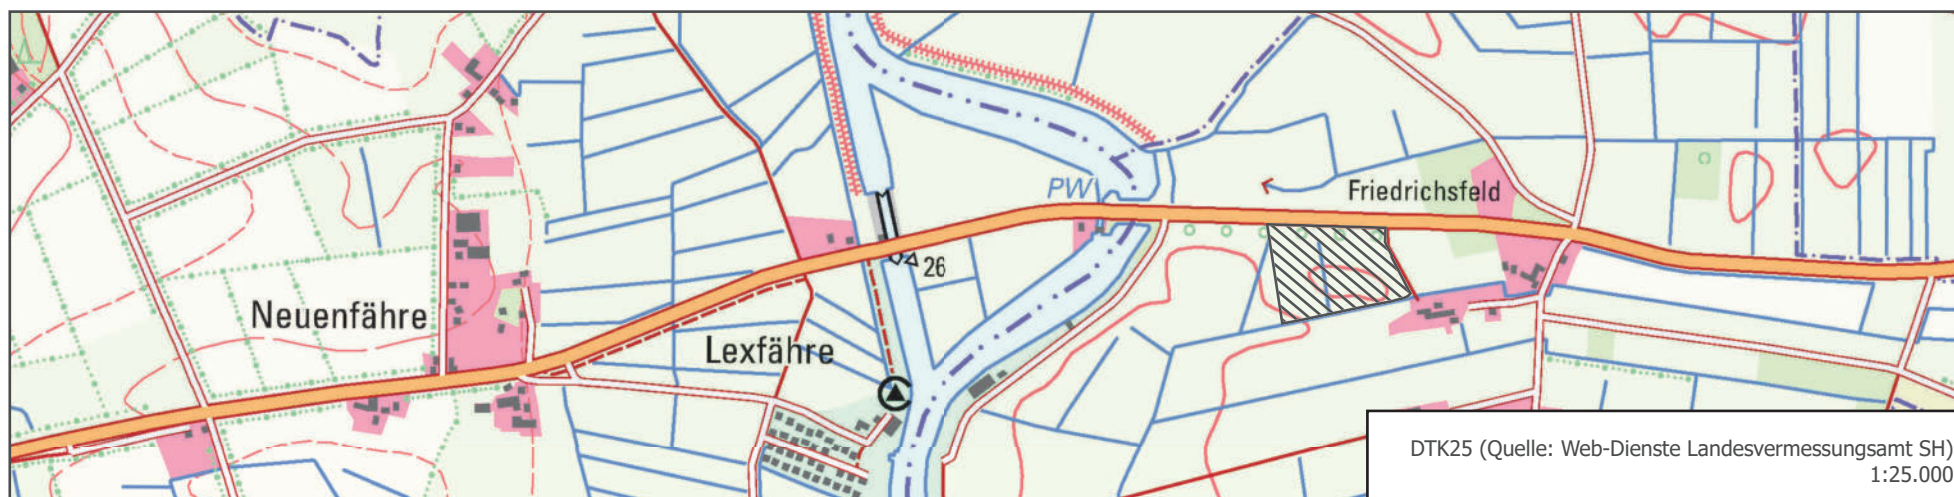 PW
Friedrichsfeld
26
Neuenfähre
Lexfähre
DTK25 (Quelle: Web-Dienste Landesvermessungsamt SH)
1:25.000